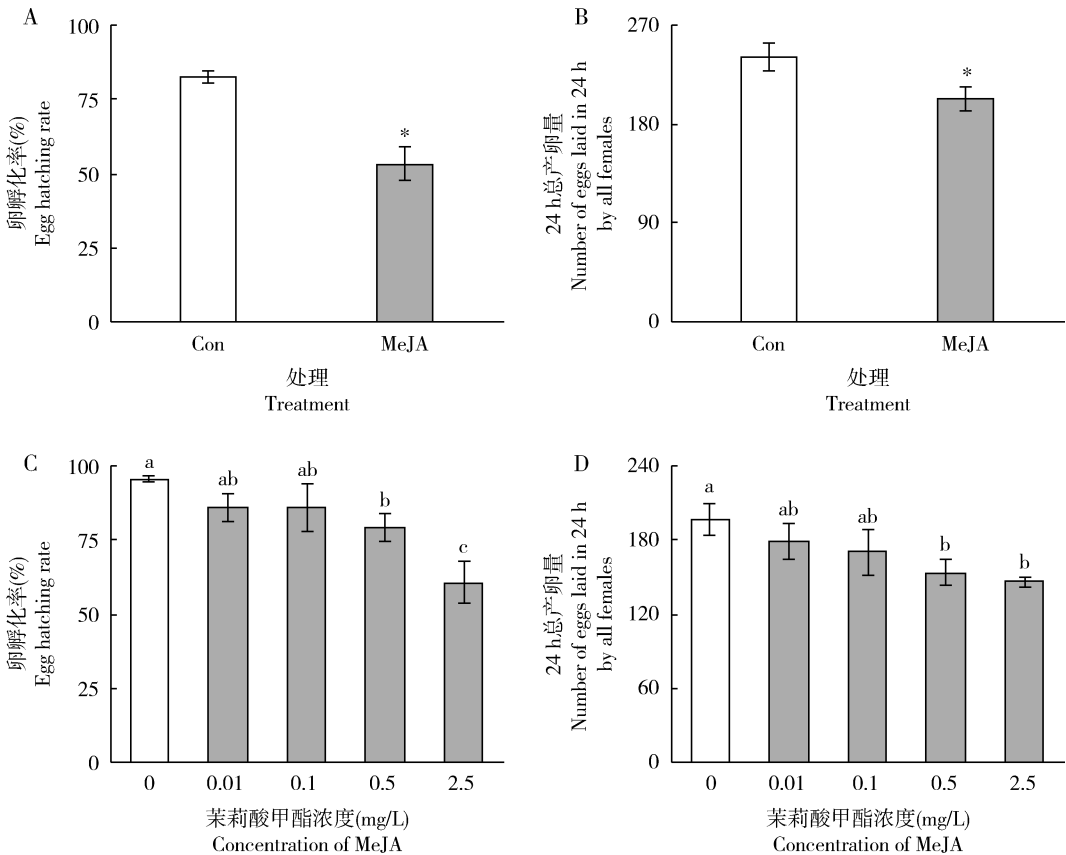 A
卵孵化率(%)
Egg hatching rate
100
75
50
25
0
*
Con
MeJA
处理
Treatment
B
24 h总产卵量
Number of eggs laid in 24 h
by all females
270
180
90
0
*
Con
MeJA
处理
Treatment
C
卵孵化率(%)
Egg hatching rate
100
75
50
25
0
a
ab
ab
b
c
0
0.01
0.1
0.5
2.5
茉莉酸甲酯浓度(mg/L)
Concentration of MeJA
D
24 h总产卵量
Number of eggs laid in 24 h
by all females
240
180
120
60
0
a
ab
ab
b
b
0
0.01
0.1
0.5
2.5
茉莉酸甲酯浓度(mg/L)
Concentration of MeJA